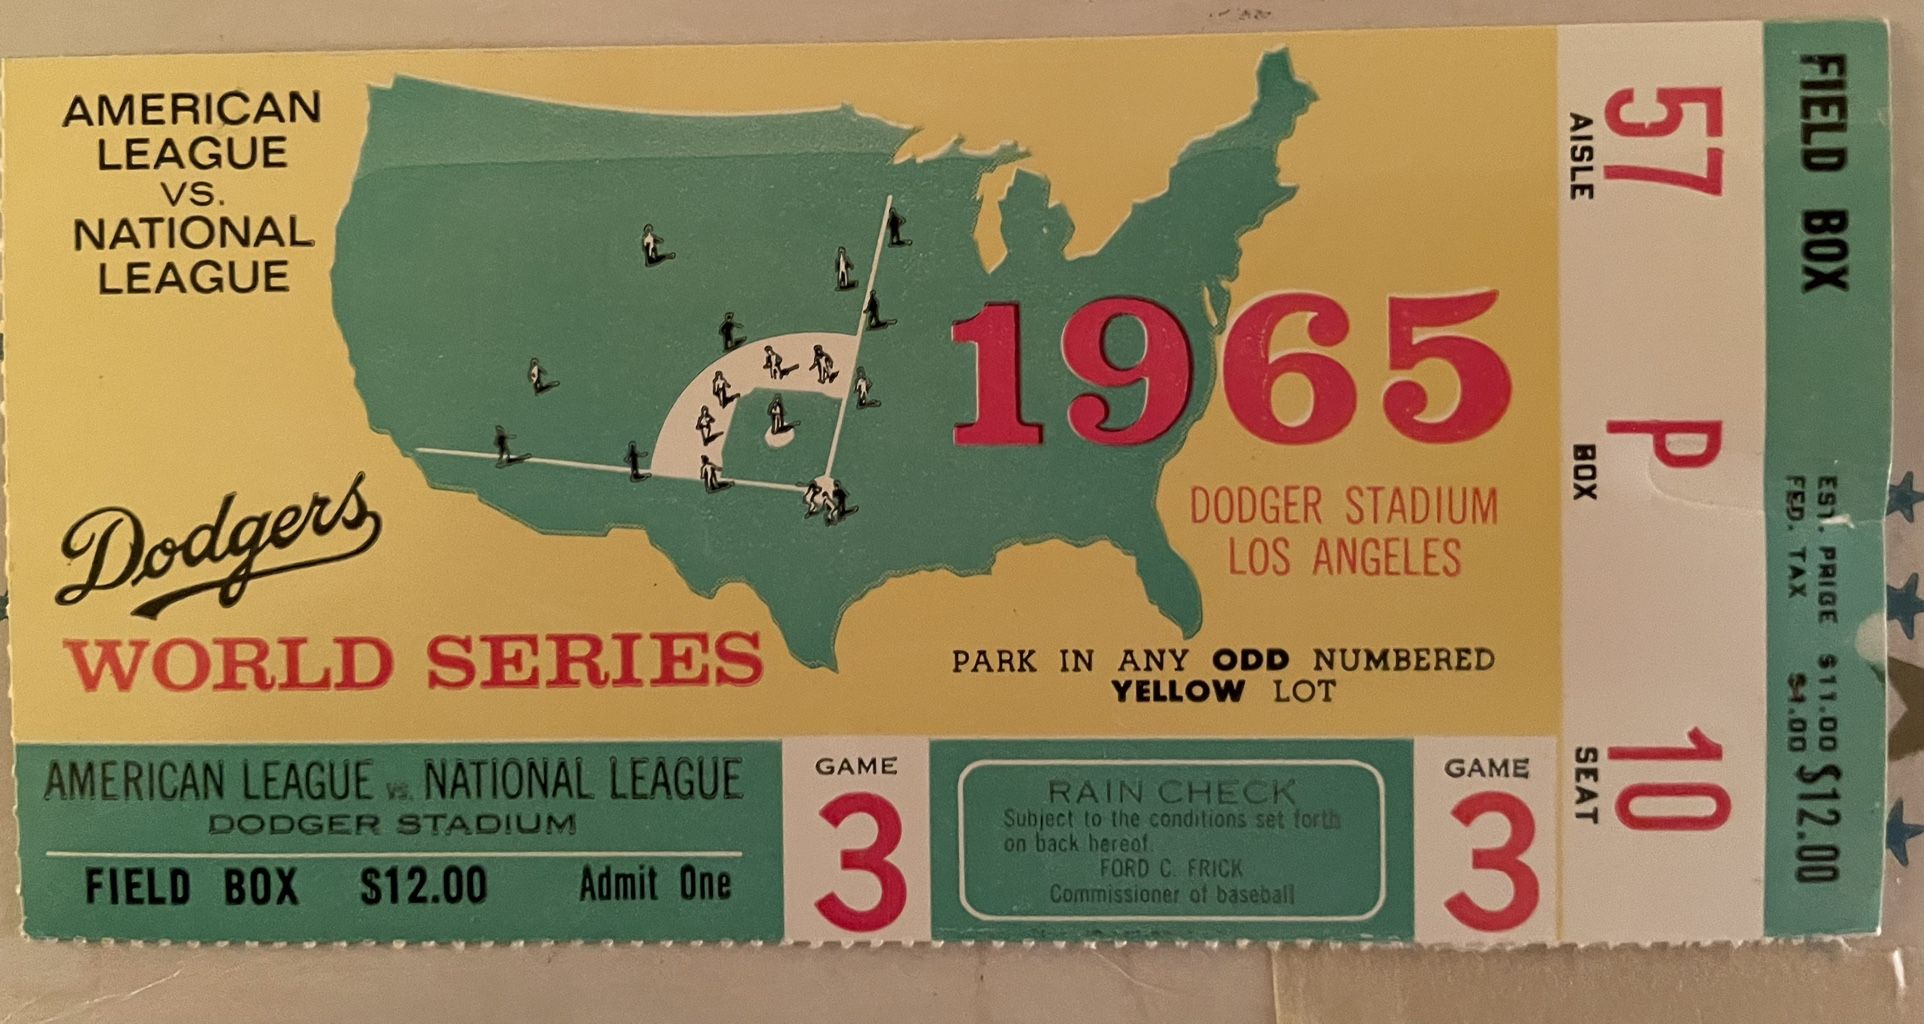 AMERICAN
LEAGUE
VS.
NATIONAL
LEAGUE
1965
DODGER STADIUM
LOS ANGELES
Dodgers
WORLD SERIES
PARK IN ANY ODD NUMBERED
YELLOW LOT
AMERICAN LEAGUE vs. NATIONAL LEAGUE
DODGER STADIUM
FIELD BOX $12.00 Admit One
GAME
3
RAIN CHECK
Subject to the conditions set forth
on back hereof.
FORD C. FRICK
Commissioner of baseball
GAME
3
57 P 10
AISLE BOX SEAT
FIELD BOX $12.00
EST. PRICE $11.00
FED. TAX $1.00